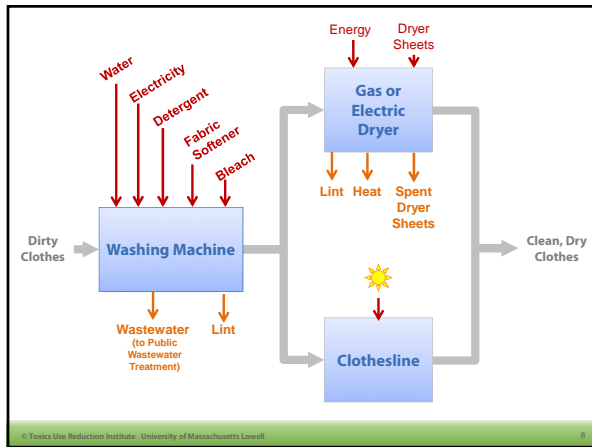 Water
Electricity
Detergent
Fabric
Softener
Bleach
Energy
Dryer
Sheets
Gas or
Electric
Dryer
Lint
Heat
Spent
Dryer
Sheets
Dirty
Clothes
Washing Machine
Clean, Dry
Clothes
Wastewater
(to Public
Wastewater
Treatment)
Lint
Clothesline
© Toxics Use Reduction Institute University of Massachusetts Lowell
8